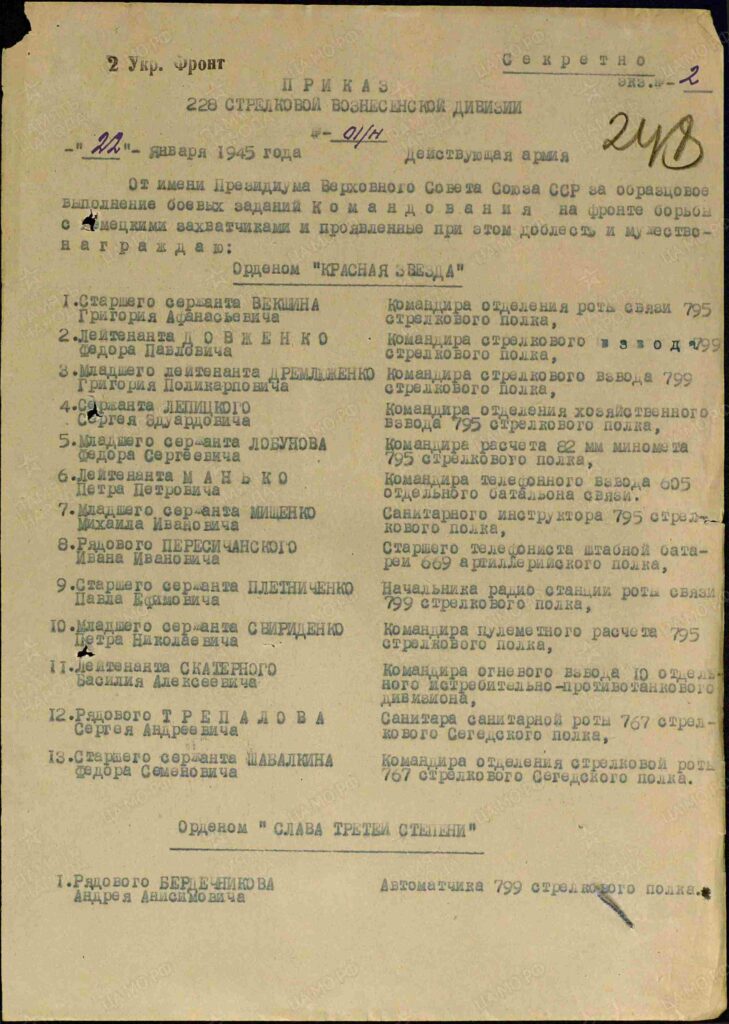 2 Укр. Фронт
Секретно
экз.№- 2
ПРИКАЗ
228 СТРЕЛКОВОЙ ВОЗНЕСЕНСКОЙ ДИВИЗИИ
№- 01/н
-"22"- января 1945 года Действующая армия
248
От имени Президиума Верховного Совета Союза ССР за образцовое
выполнение боевых заданий Командования на фронте борьбы
с немецкими захватчиками и проявленные при этом доблесть и мужество-
награждаю:
Орденом "КРАСНАЯ ЗВЕЗДА"
1.Старшего сержанта ВЕКШИНА Командира отделения роты связи 795
Григория Афанасьевича стрелкового полка,
2.Лейтенанта ДОВЖЕНКО Командира стрелкового взвода 799
Федора Павловича стрелкового полка,
3.Младшего лейтенанта ДРЕМЛЮЖЕНКО Командира стрелкового взвода 799
Григория Поликарповича стрелкового полка,
4.Сержанта ЛЕПИЦКОГО Командира отделения хозяйственного
Сергея Эдуардовича взвода 795 стрелкового полка,
5.Младшего сержанта ЛОБУНОВА Командира расчета 82 мм миномета
Федора Сергеевича 795 стрелкового полка,
6.Лейтенанта МАНЬКО Командира телефонного взвода 605
Петра Петровича отдельного батальона связи.
7.Младшего сержанта МИЩЕНКО Санитарного инструктора 795 стрел-
Михаила Ивановича кового полка,
8.Рядового ПЕРЕСИЧАНСКОГО Старшего телефониста штабной бата-
Ивана Ивановича реи 669 артиллерийского полка,
9.Старшего сержанта ПЛЕТНИЧЕНКО Начальника радио станции роты связи
Павла Ефимовича 799 стрелкового полка,
10.Младшего сержанта СВИРИДЕНКО Командира пулеметного расчета 795
Петра Николаевича стрелкового полка,
11.Лейтенанта СКАТЕРНОГО Командира огневого взвода 10 отдель-
Василия Алексеевича ного истребительно-противотанкового
дивизиона,
12.Рядового ТРЕПАЛОВА Санитара санитарной роты 767 стрел-
Сергея Андреевича кового Сегедского полка,
13.Старшего сержанта ШАБАЛКИНА Командира отделения стрелковой роты
Федора Семеновича 767 стрелкового Сегедского полка.
Орденом "СЛАВА ТРЕТЕЙ СТЕПЕНИ"
1.Рядового БЕРДЕЧНИКОВА Автоматчика 799 стрелкового полка.
Андрея Анисимовича